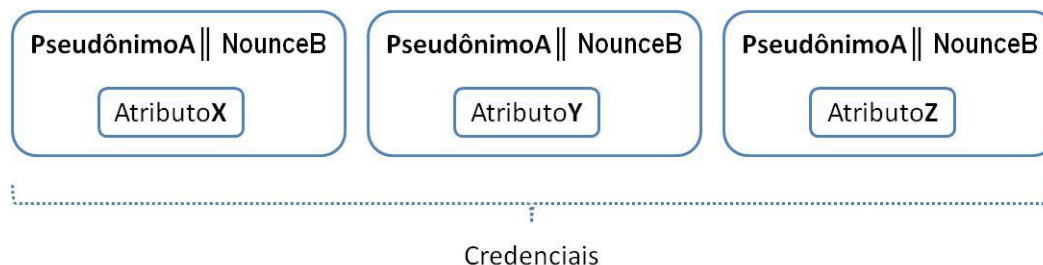 PseudônimoA || NounceB PseudônimoA || NounceB PseudônimoA || NounceB
AtributoX AtributoY AtributoZ
Credenciais